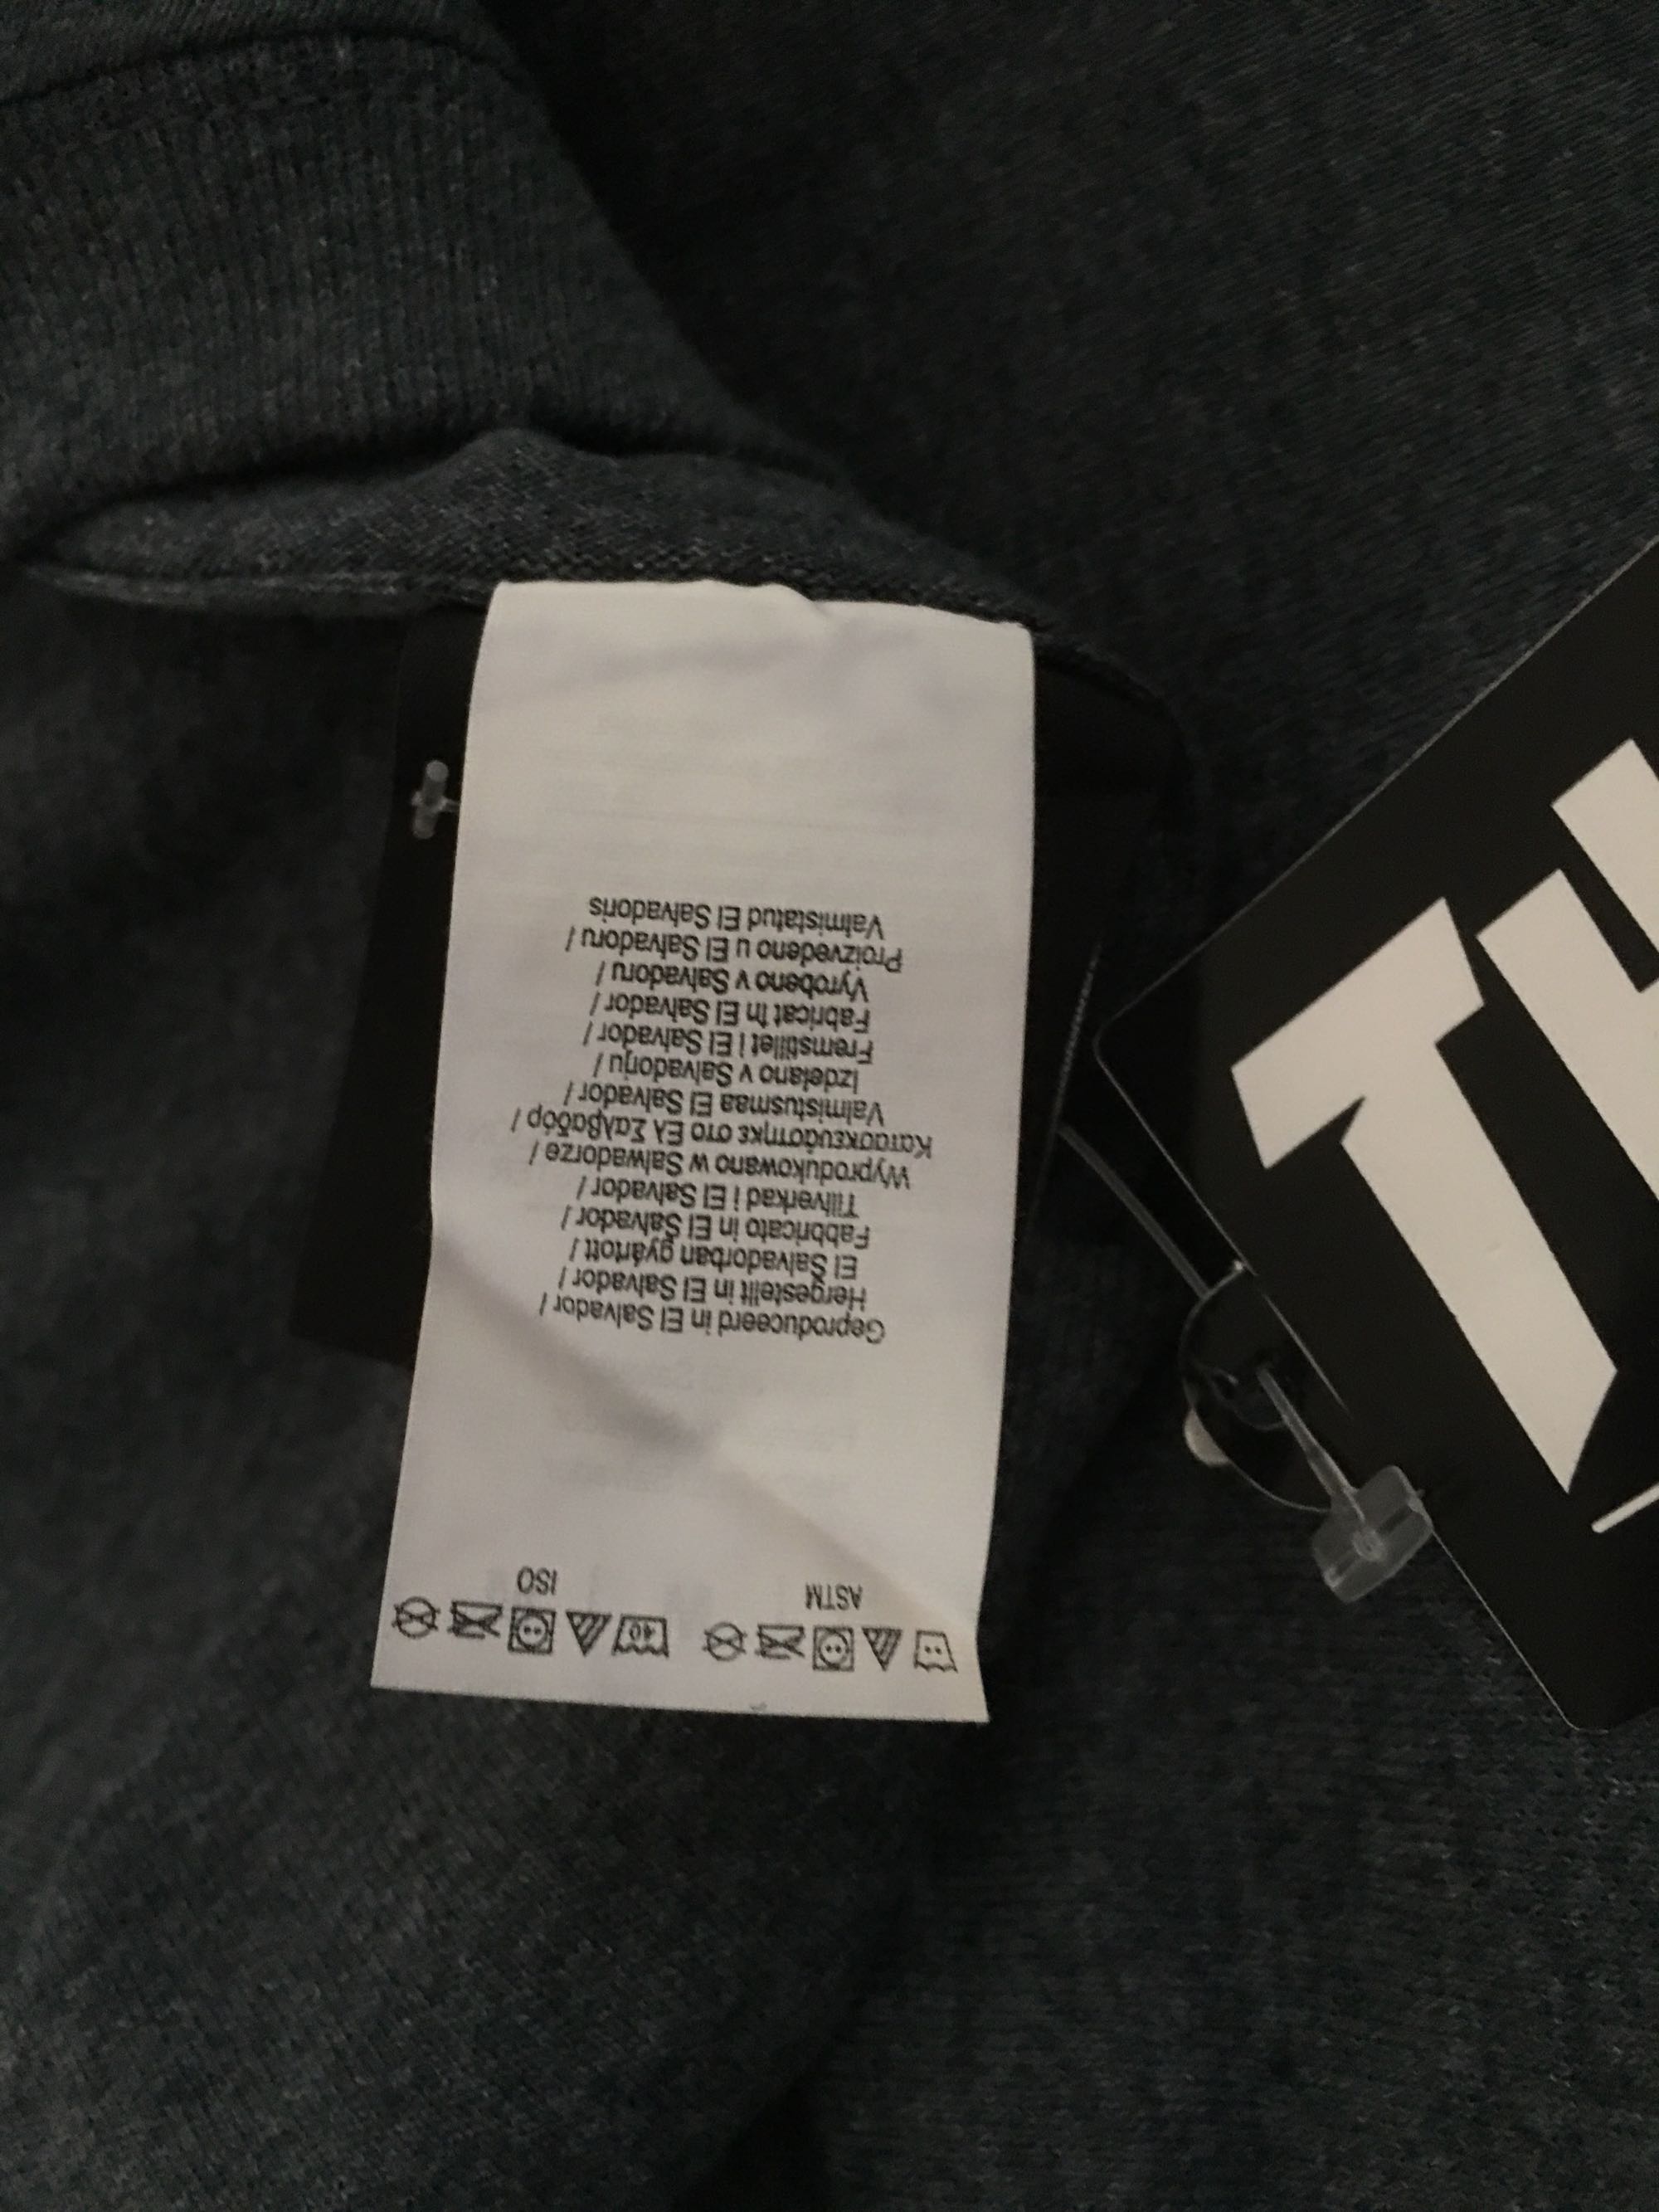 40
ISO
ASTM
Geproduceerd in El Salvador /
Hergestellt in El Salvador /
El Salvadorban gyártott /
Fabbricato in El Salvador /
Tillverkad i El Salvador /
Wyprodukowano w Salwadorze /
Κατασκευάστηκε στο Ελ Σαλβαδόρ /
Valmistusmaa El Salvador /
Izdelano v Salvadorju /
Fremstillet i El Salvador /
Fabricat în El Salvador /
Vyrobeno v Salvadoru /
Proizvedeno u El Salvadoru /
Valmistatud El Salvadoris
TH